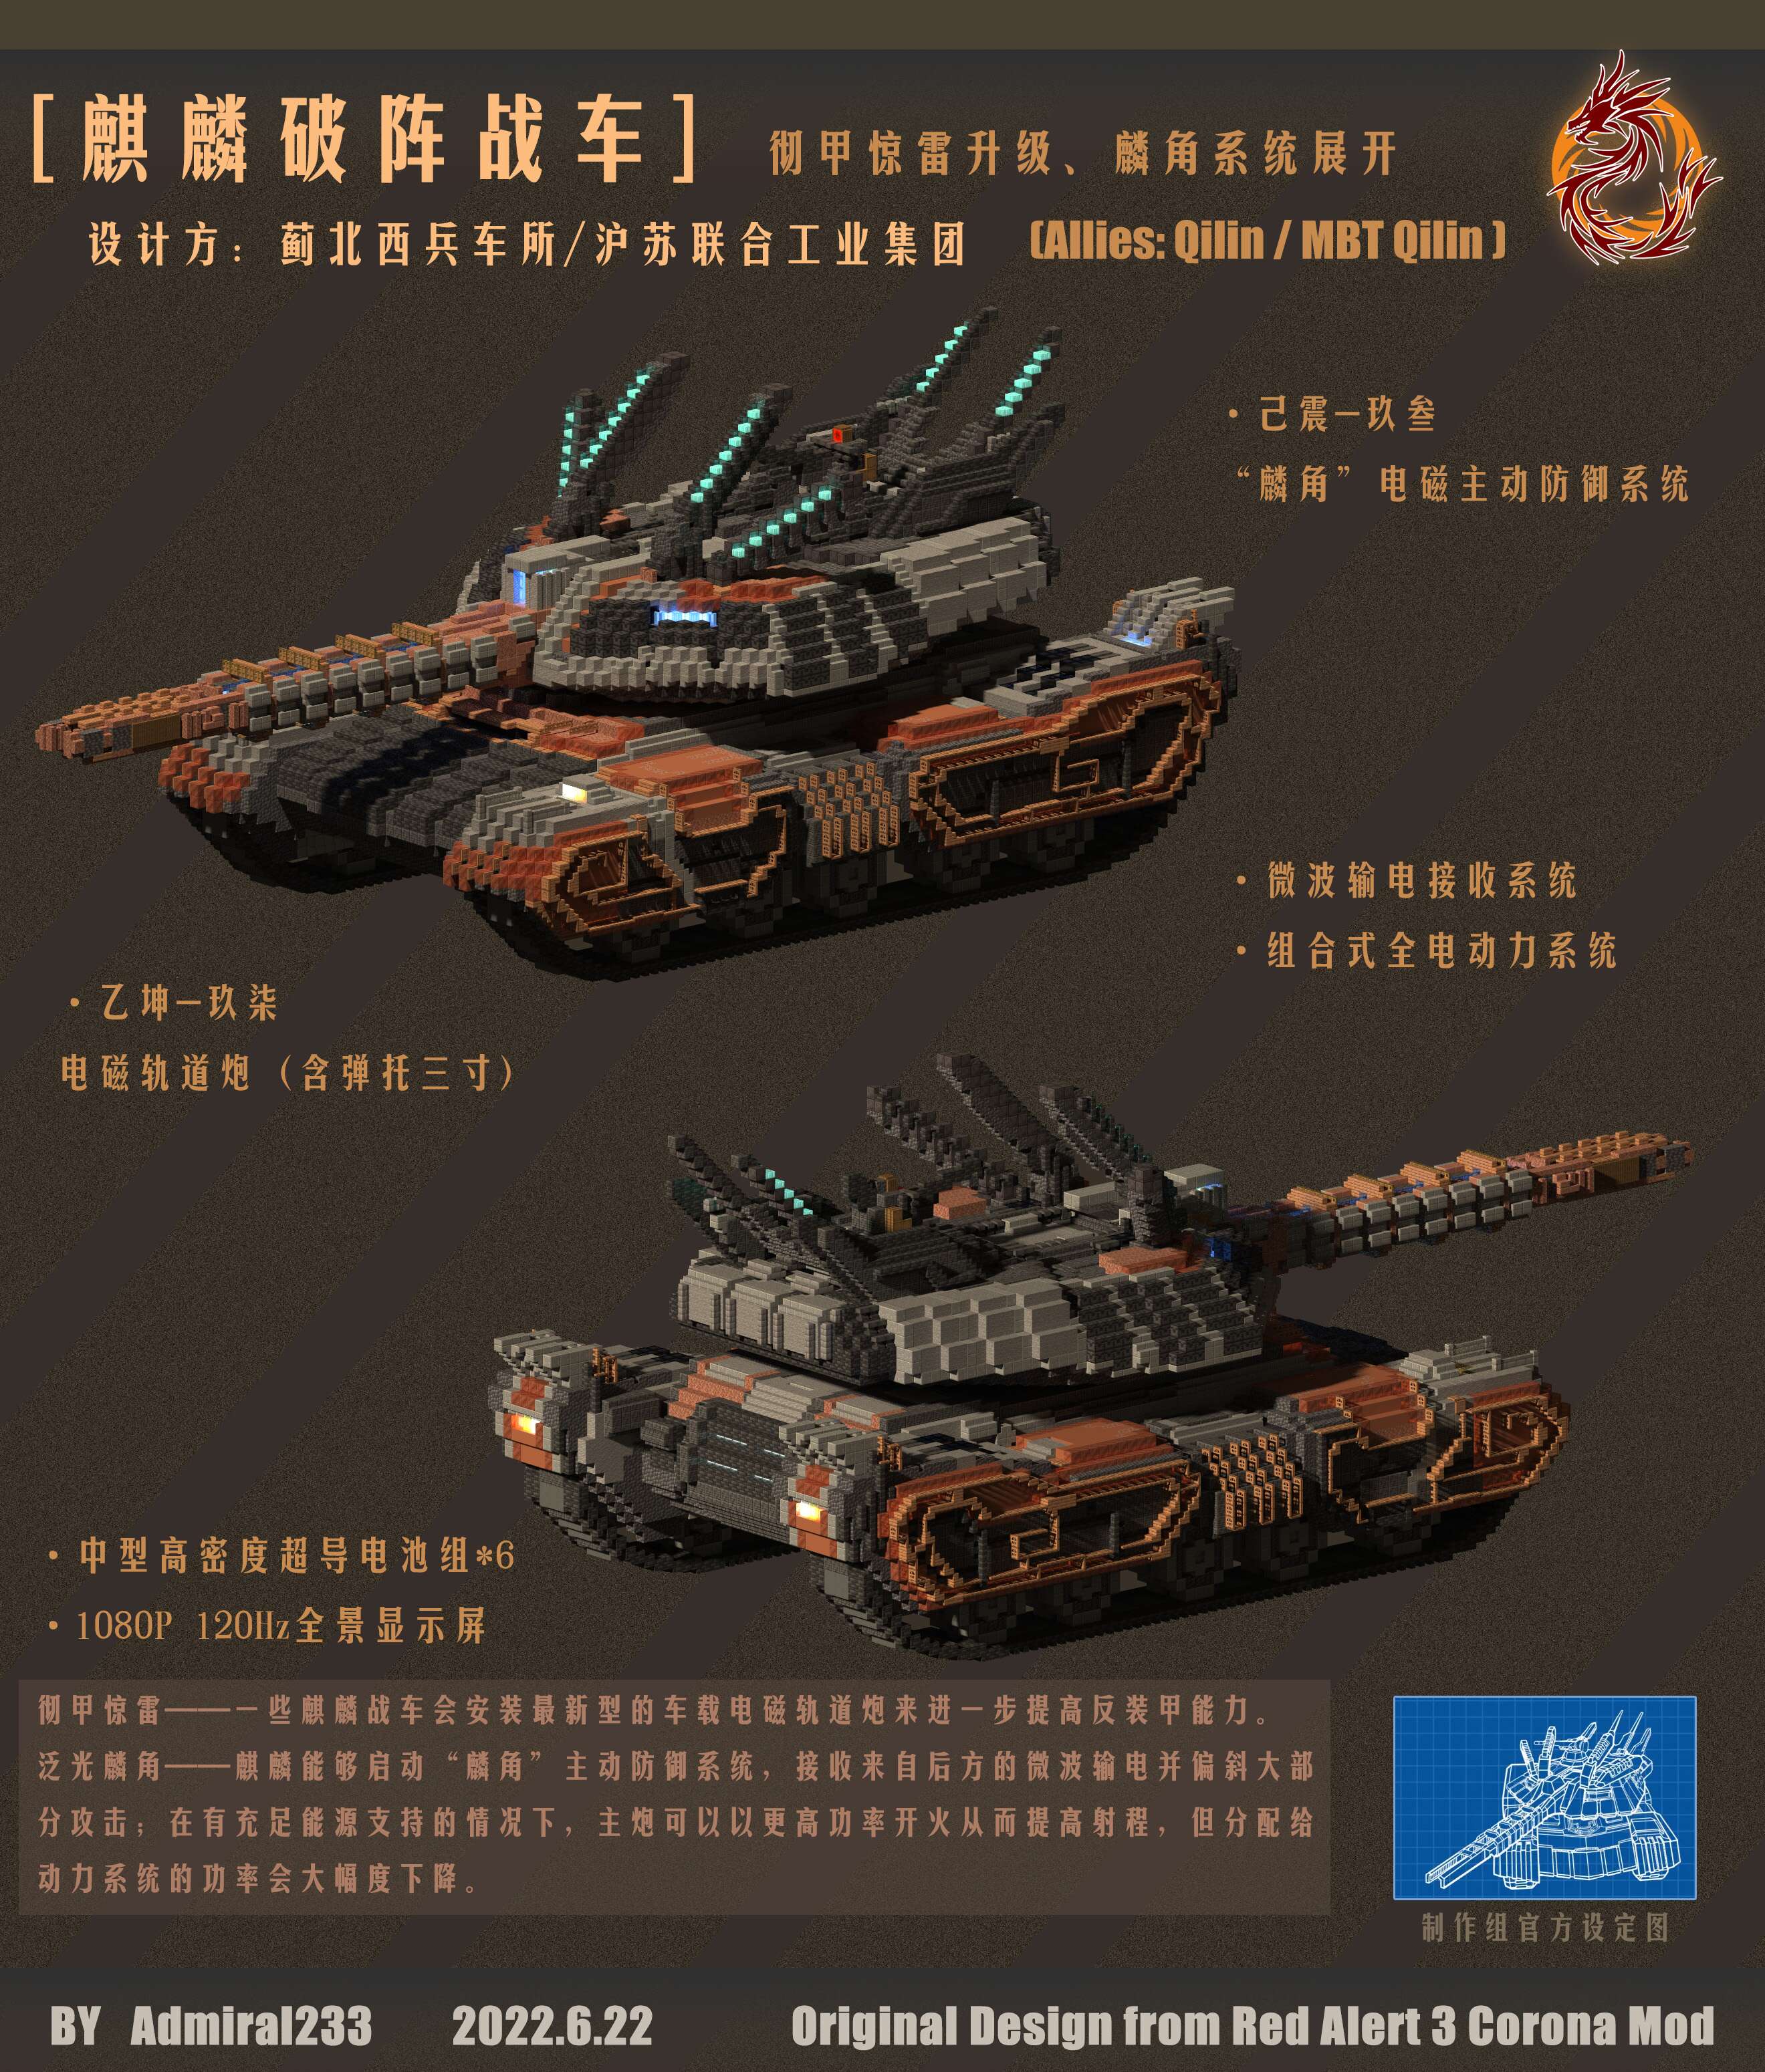 [麒麟破阵战车]
彻甲惊雷升级、麟角系统展开
设计方：蓟北西兵车所/沪苏联合工业集团
(Allies: Qilin / MBT Qilin )
·己震—玖叁
“麟角”电磁主动防御系统
·微波输电接收系统
·组合式全电动力系统
·乙坤—玖柒
电磁轨道炮（含弹托三寸）
·中型高密度超导电池组*6
·1080P 120Hz全景显示屏
彻甲惊雷——一些麒麟战车会安装最新型的车载电磁轨道炮来进一步提高反装甲能力。
泛光麟角——麒麟能够启动“麟角”主动防御系统，接收来自后方的微波输电并偏斜大部
分攻击；在有充足能源支持的情况下，主炮可以以更高功率开火从而提高射程，但分配给
动力系统的功率会大幅度下降。
制作组官方设定图
BY Admiral233 2022.6.22 Original Design from Red Alert 3 Corona Mod